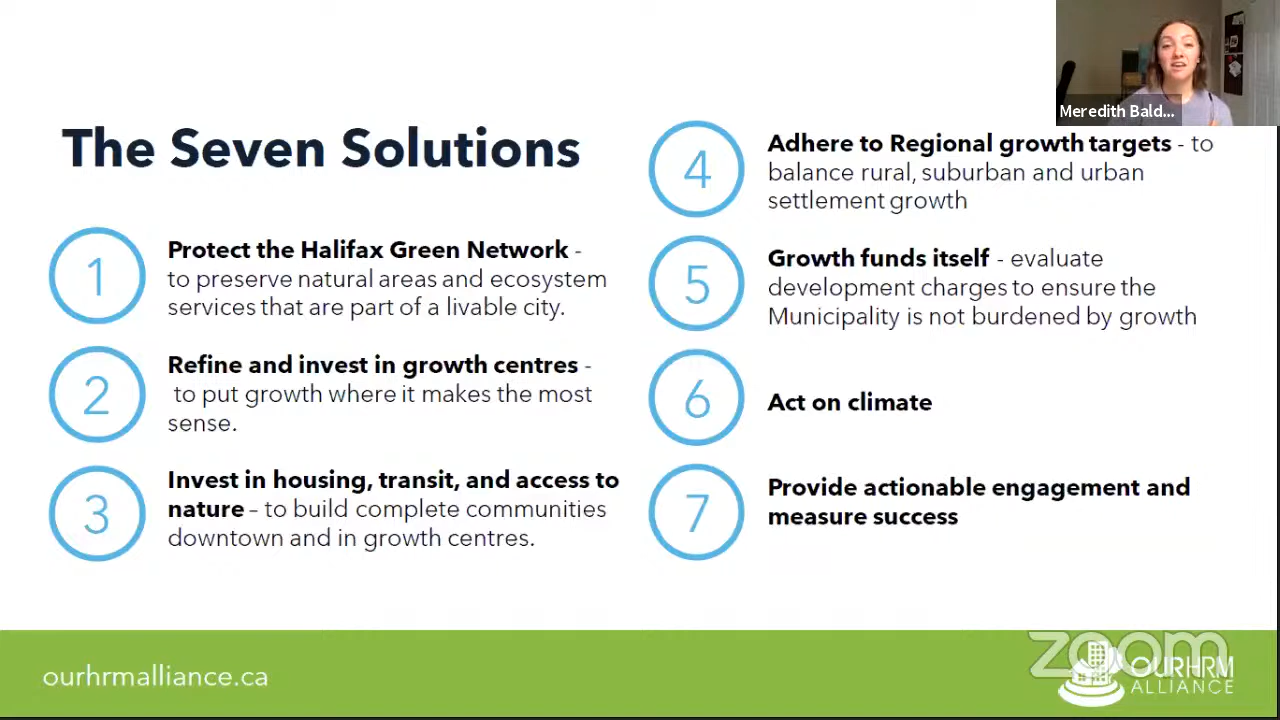 Meredith Bald...
The Seven Solutions
1
Protect the Halifax Green Network -
to preserve natural areas and ecosystem
services that are part of a livable city.
2
Refine and invest in growth centres -
to put growth where it makes the most
sense.
3
Invest in housing, transit, and access to
nature – to build complete communities
downtown and in growth centres.
4
Adhere to Regional growth targets - to
balance rural, suburban and urban
settlement growth
5
Growth funds itself - evaluate
development charges to ensure the
Municipality is not burdened by growth
6
Act on climate
7
Provide actionable engagement and
measure success
ourhrmalliance.ca
zoom
OURHRM
ALLIANCE